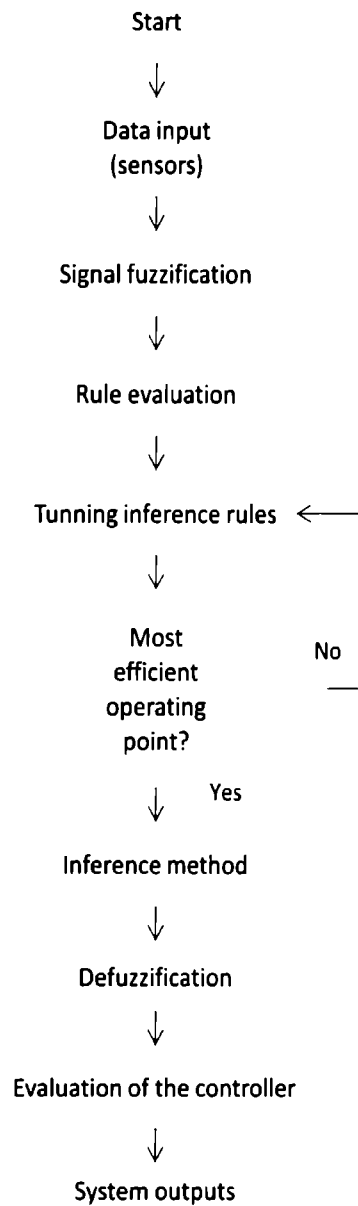 Start
Data input
(sensors)
Signal fuzzification
Rule evaluation
Tunning inference rules
Most
efficient
operating
point?
No
Yes
Inference method
Defuzzification
Evaluation of the controller
System outputs